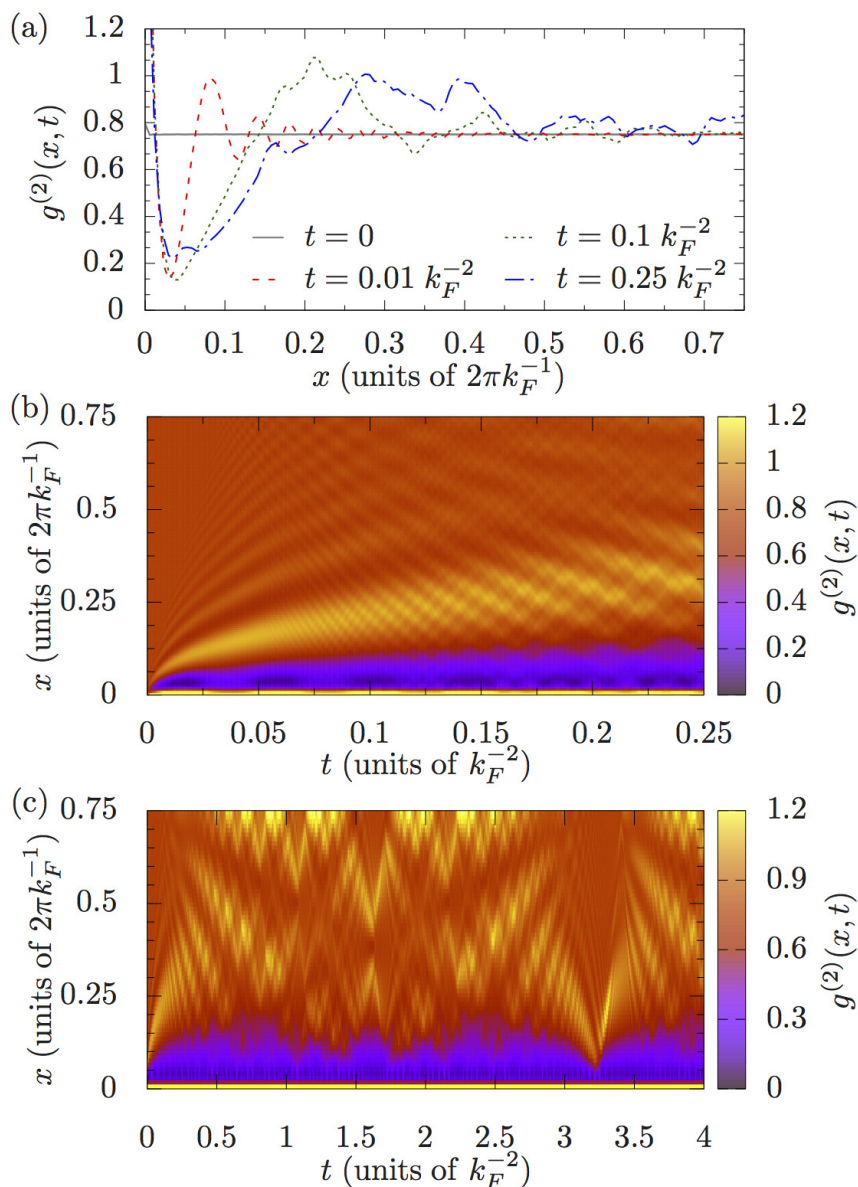 (a)
1.2
1
0.8
0.6
0.4
0.2
0
g^{(2)}(x, t)
t = 0
t = 0.1 k_F^{-2}
t = 0.01 k_F^{-2}
t = 0.25 k_F^{-2}
0 0.1 0.2 0.3 0.4 0.5 0.6 0.7
x (units of 2πk_F^{-1})
(b)
0.75
0.5
0.25
0
x (units of 2πk_F^{-1})
0 0.05 0.1 0.15 0.2 0.25
t (units of k_F^{-2})
1.2
1
0.8
0.6
0.4
0.2
0
g^{(2)}(x, t)
(c)
0.75
0.5
0.25
0
x (units of 2πk_F^{-1})
0 0.5 1 1.5 2 2.5 3 3.5 4
t (units of k_F^{-2})
1.2
0.9
0.6
0.3
0
g^{(2)}(x, t)